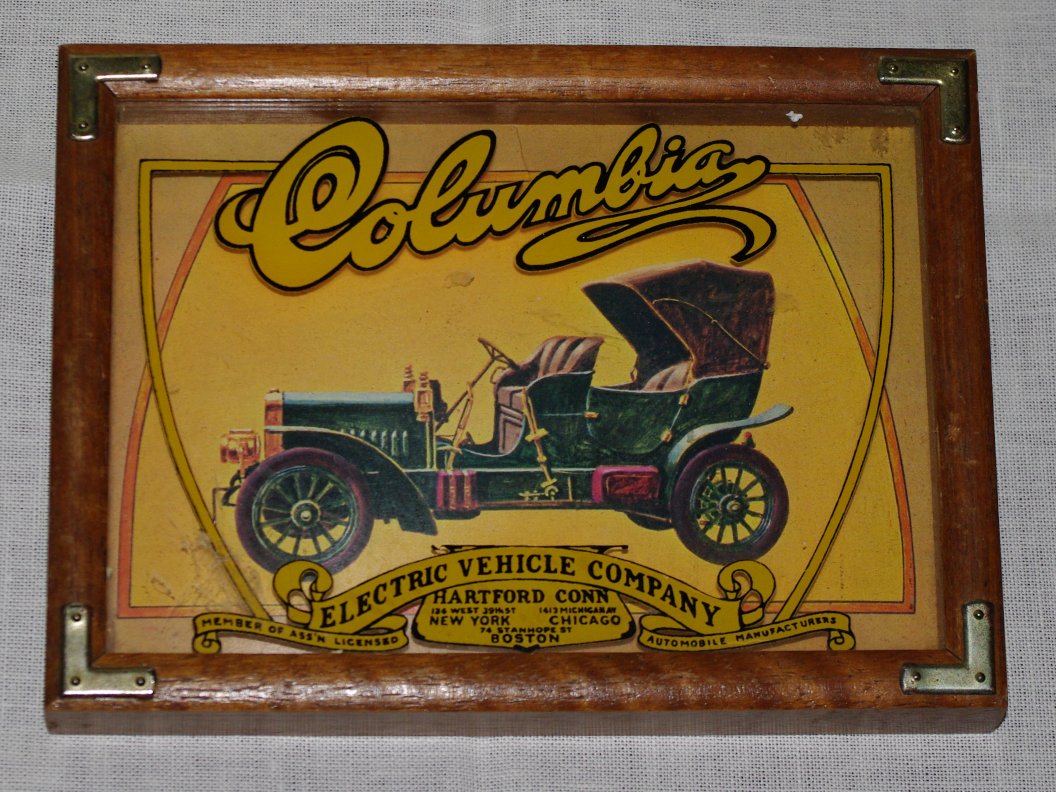 Columbia
ELECTRIC VEHICLE COMPANY
HARTFORD CONN
134 WEST 39th ST 1413 MICHIGAN AV
NEW YORK CHICAGO
74 STANHOPE ST
BOSTON
MEMBER OF ASS'N LICENSED
AUTOMOBILE MANUFACTURERS